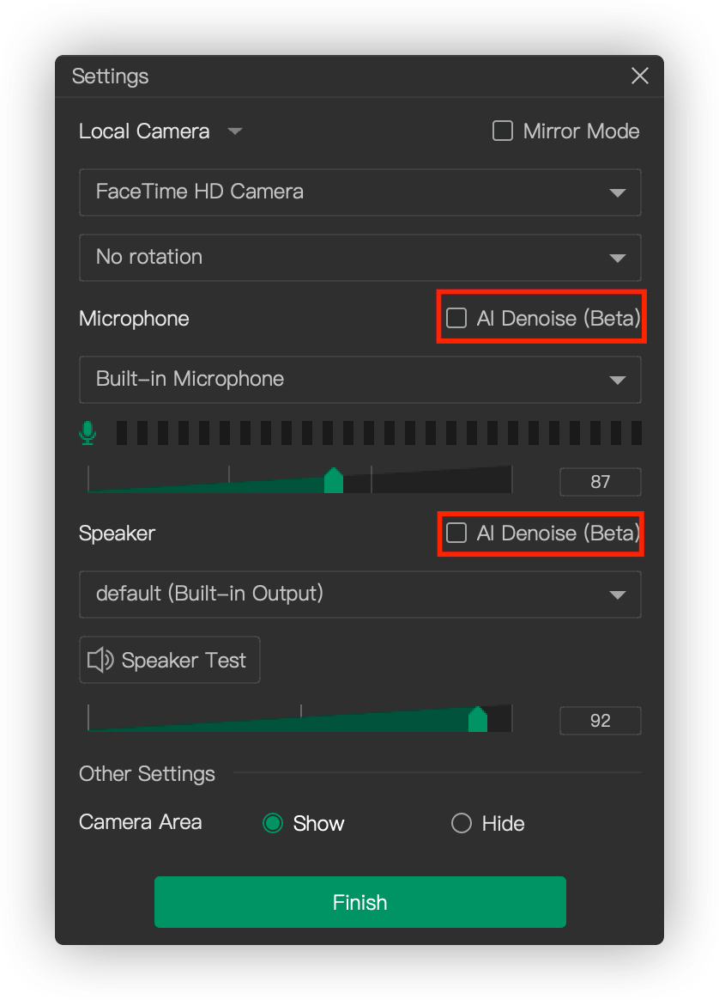 Settings
Local Camera
Mirror Mode
FaceTime HD Camera
No rotation
Microphone
AI Denoise (Beta)
Built-in Microphone
87
Speaker
AI Denoise (Beta)
default (Built-in Output)
Speaker Test
92
Other Settings
Camera Area
Show
Hide
Finish